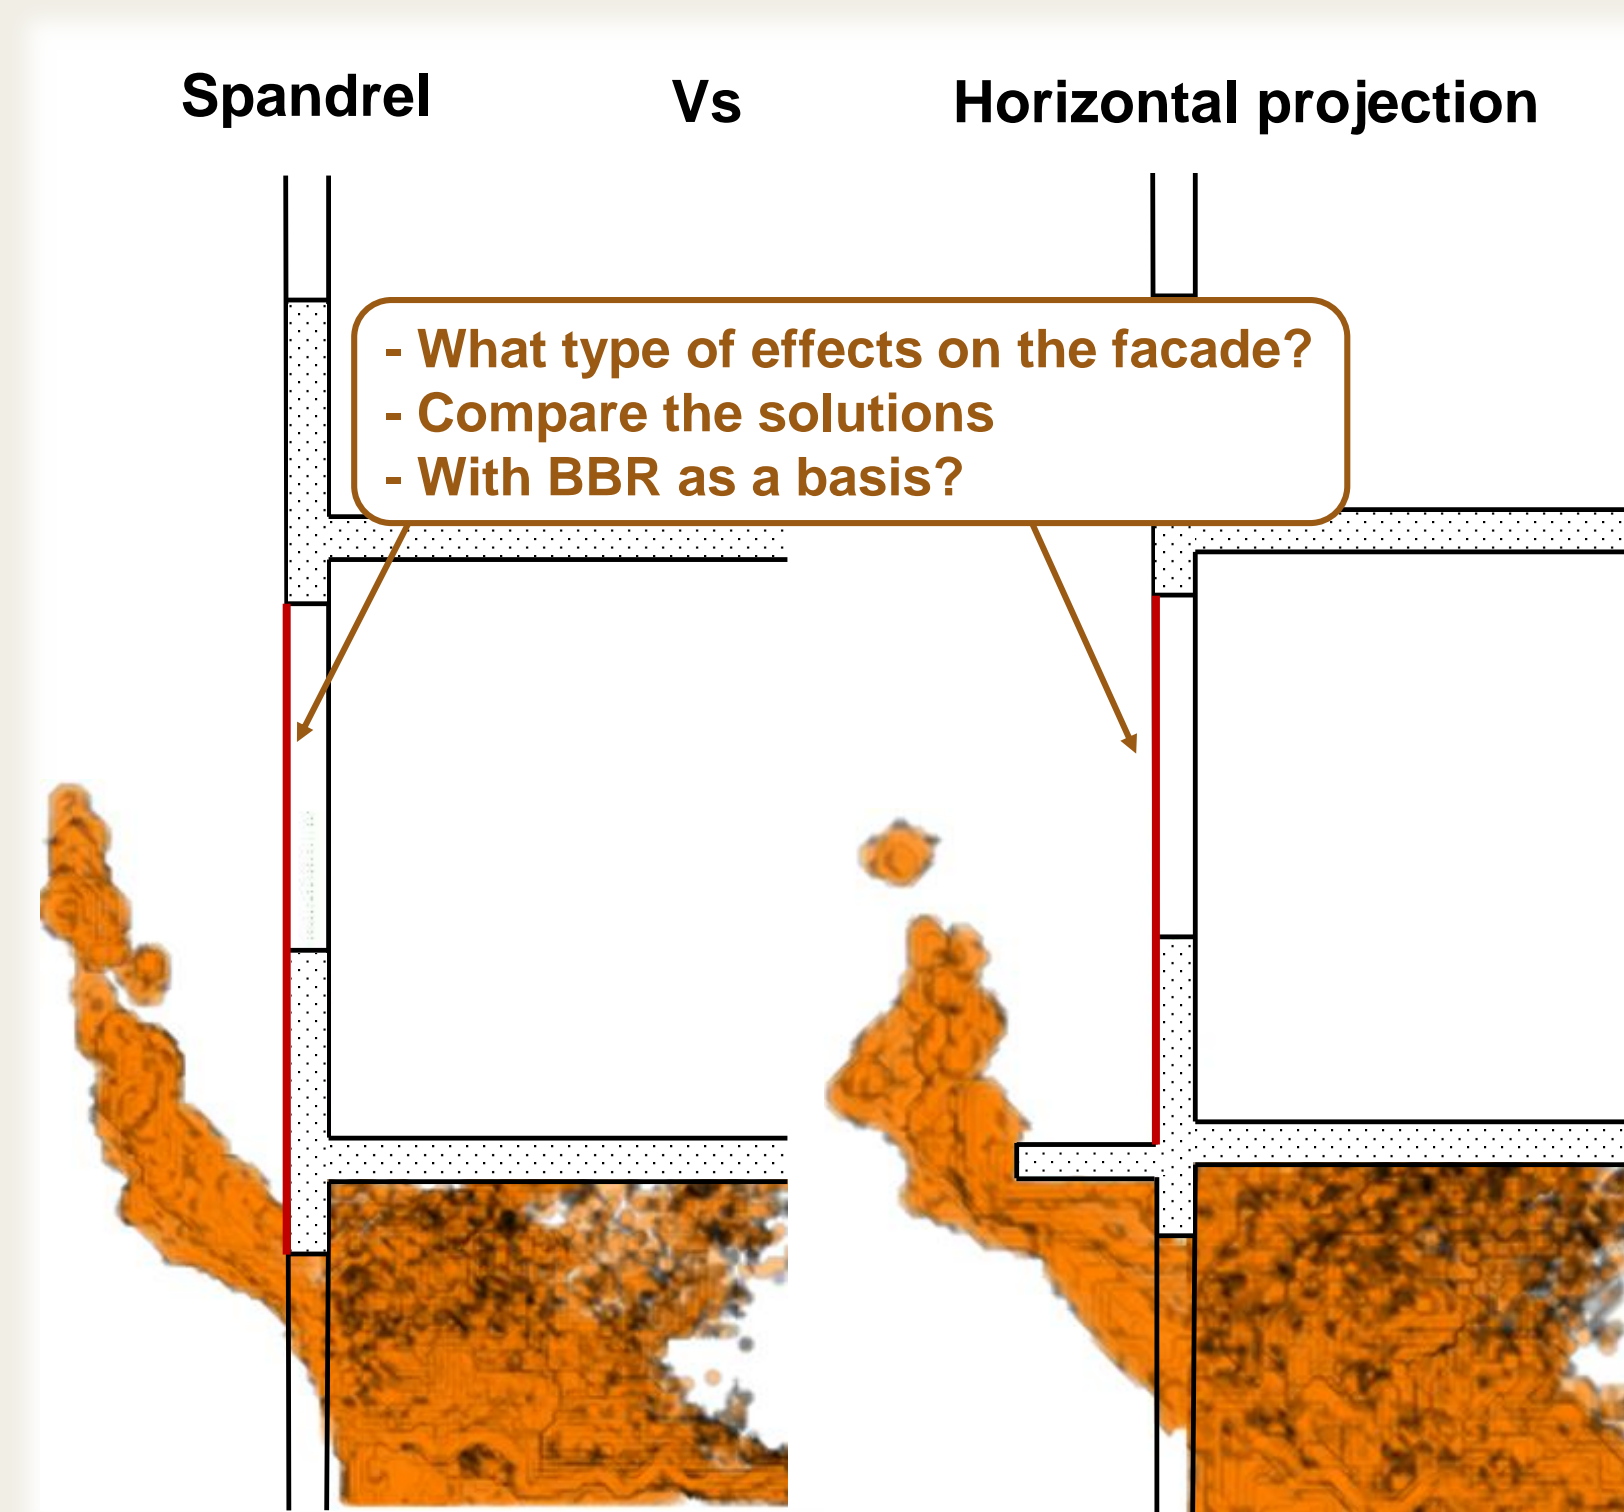 Spandrel Vs Horizontal projection
- What type of effects on the facade?
- Compare the solutions
- With BBR as a basis?